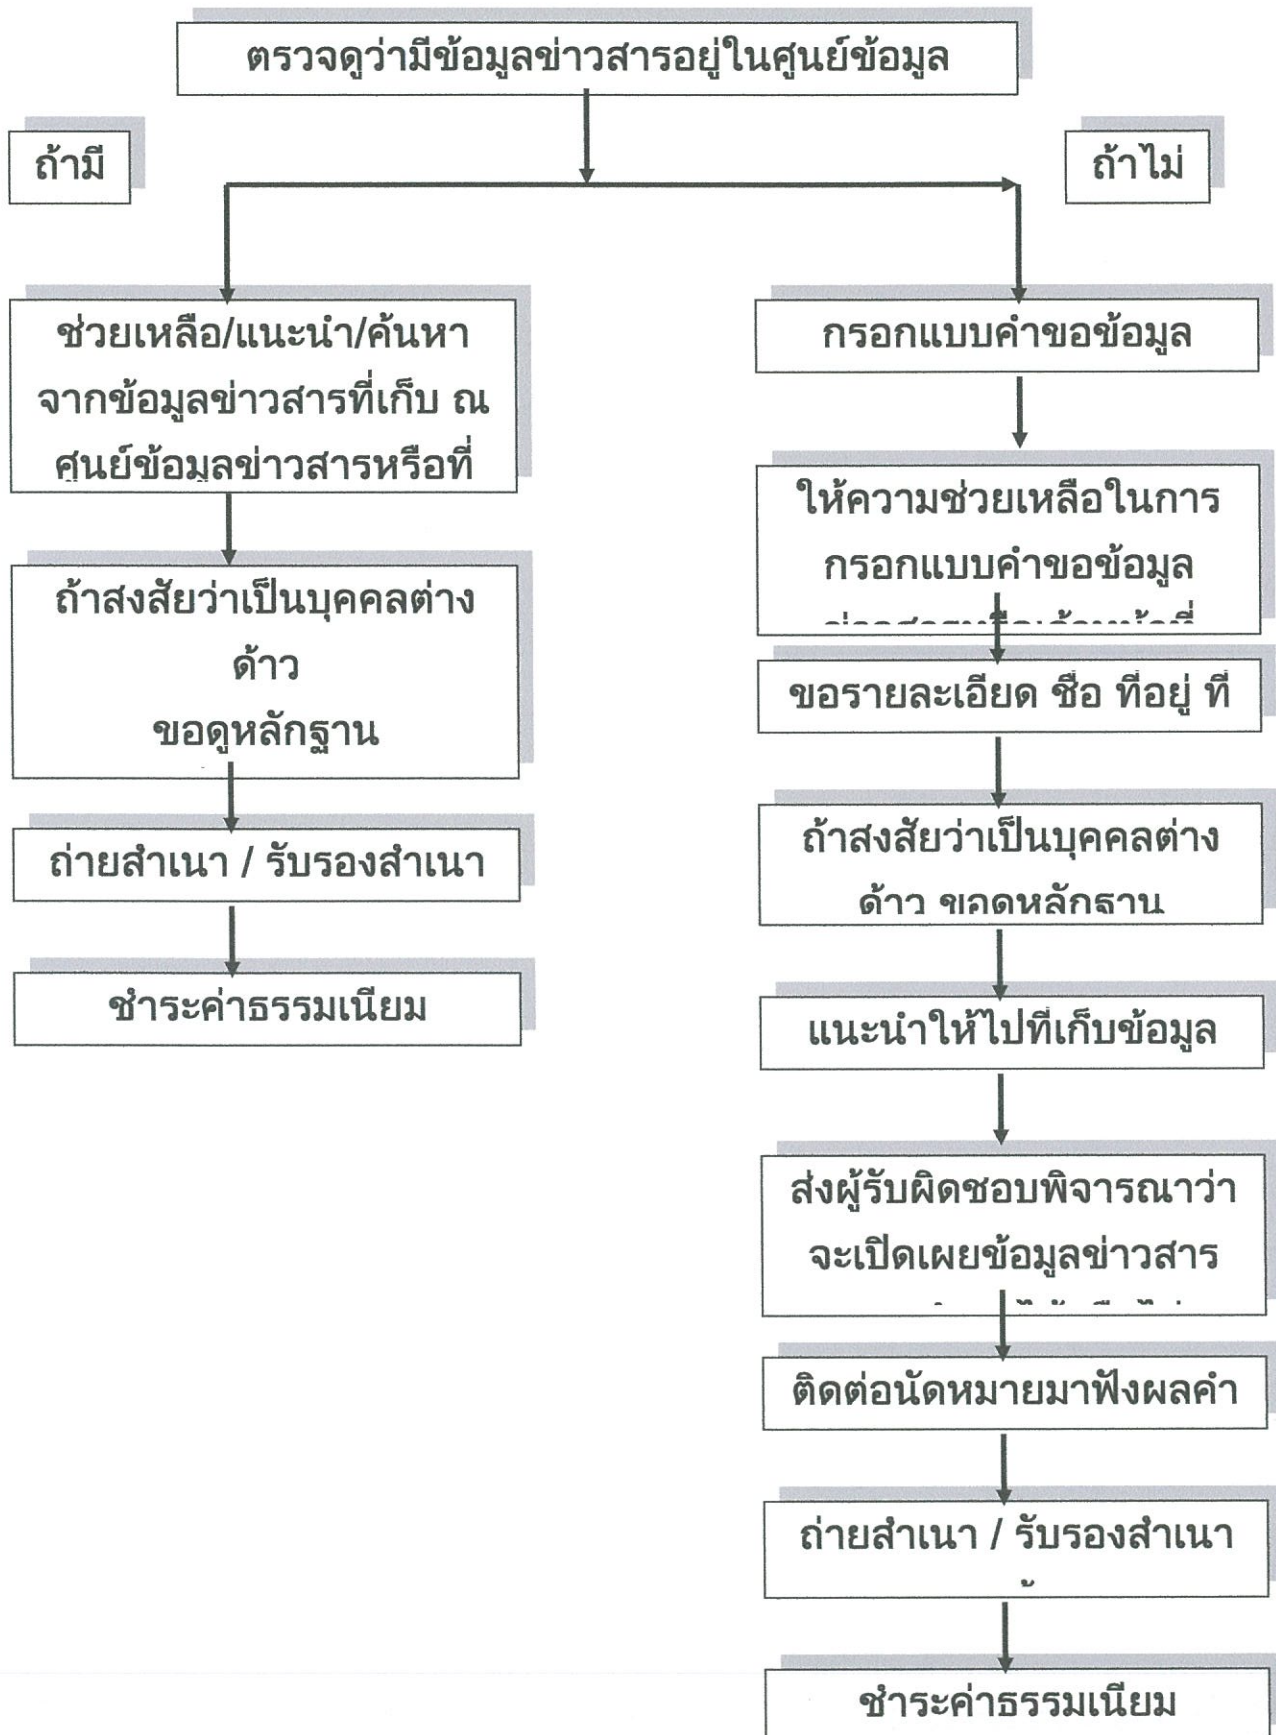 ตรวจดูว่ามีข้อมูลข่าวสารอยู่ในศูนย์ข้อมูล
ถ้ามี
ถ้าไม่
ช่วยเหลือ/แนะนำ/ค้นหา
จากข้อมูลข่าวสารที่เก็บ ณ
ศูนย์ข้อมูลข่าวสารหรือที่
ถ้าสงสัยว่าเป็นบุคคลต่าง
ด้าว
ขอดูหลักฐาน
ถ่ายสำเนา / รับรองสำเนา
ชำระค่าธรรมเนียม
กรอกแบบคำขอข้อมูล
ให้ความช่วยเหลือในการ
กรอกแบบคำขอข้อมูล
ขอรายละเอียด ชื่อ ที่อยู่ ที่
ถ้าสงสัยว่าเป็นบุคคลต่าง
ด้าว ขอดูหลักฐาน
แนะนำให้ไปที่เก็บข้อมูล
ส่งผู้รับผิดชอบพิจารณาว่า
จะเปิดเผยข้อมูลข่าวสาร
ติดต่อนัดหมายมาฟังผลคำ
ถ่ายสำเนา / รับรองสำเนา
ชำระค่าธรรมเนียม